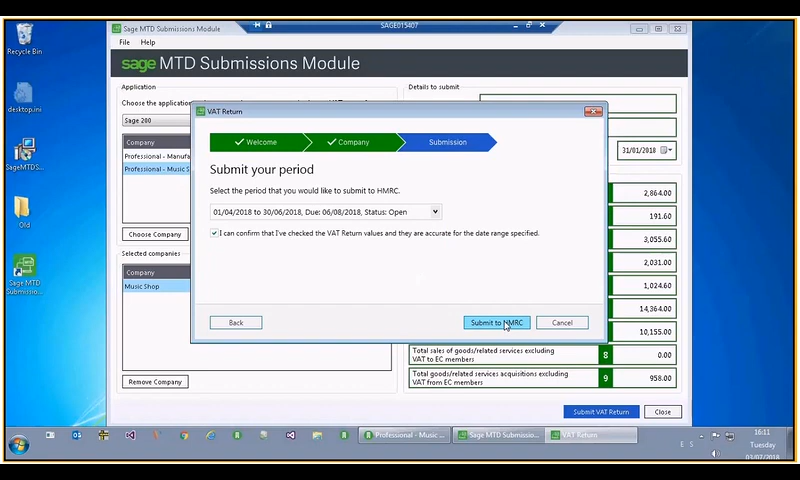 Recycle Bin
desktop.ini
SageMTDS...
Old
Sage MTD
Submissio...
Sage MTD Submissions Module
SAGE015407
File Help
sage MTD Submissions Module
Application
Choose the application
Sage 200
Company
Professional - Manufa
Professional - Music S
Choose Company
Selected companies
Company
Music Shop
Remove Company
Details to submit
31/01/2018
2,864.00
191.60
3,055.60
2,031.00
1,024.60
14,364.00
10,155.00
Total sales of goods/related services excluding
VAT to EC members
8
0.00
Total goods/related services acquisitions excluding
VAT from EC members
9
958.00
Submit VAT Return
Close
VAT Return
Welcome
Company
Submission
Submit your period
Select the period that you would like to submit to HMRC.
01/04/2018 to 30/06/2018, Due: 06/08/2018, Status: Open
I can confirm that I've checked the VAT Return values and they are accurate for the date range specified.
Back
Submit to HMRC
Cancel
Professional - Music ...
Sage MTD Submissio...
VAT Return
E S
16:11
Tuesday
03/07/2018